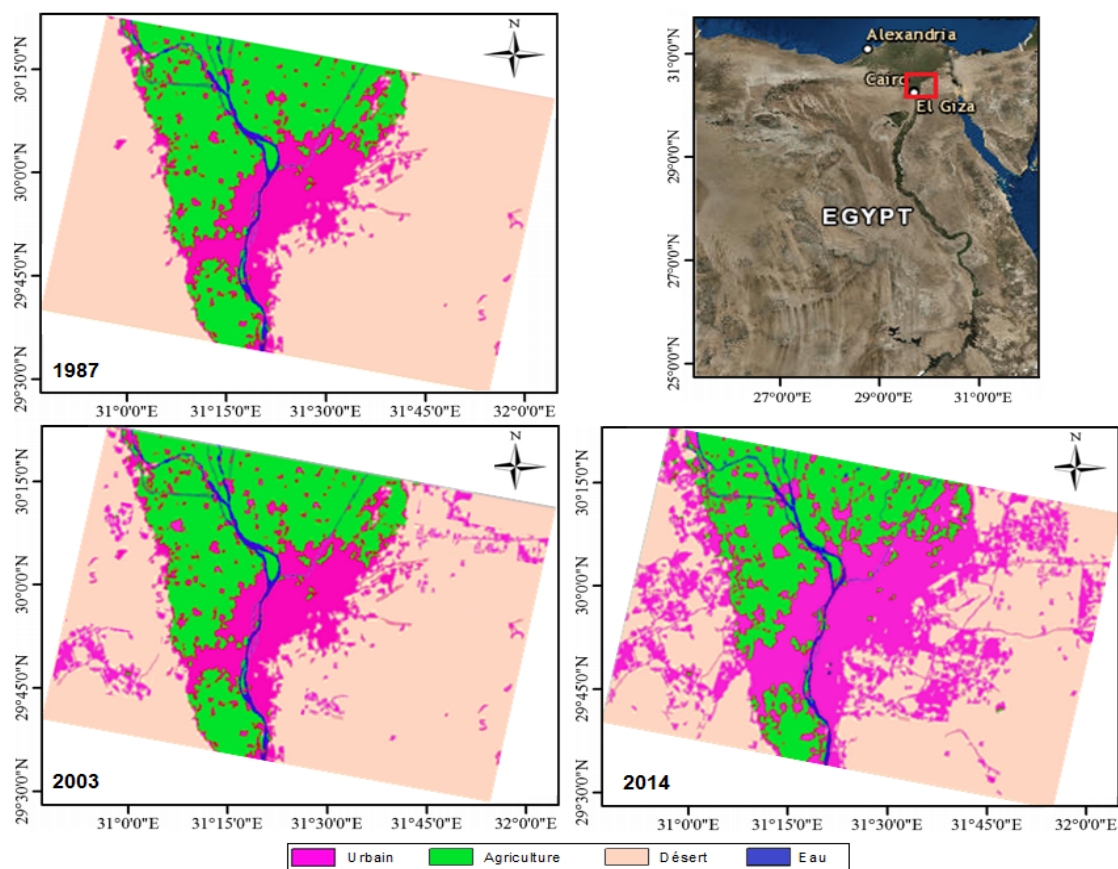 N
30°15'0"N
30°0'0"N
29°45'0"N
29°30'0"N
1987
31°0'0"E
31°15'0"E
31°30'0"E
31°45'0"E
32°0'0"E
Alexandria
Cairo
El Giza
EGYPT
31°0'0"N
29°0'0"N
27°0'0"N
25°0'0"N
27°0'0"E
29°0'0"E
31°0'0"E
N
30°15'0"N
30°0'0"N
29°45'0"N
29°30'0"N
2003
31°0'0"E
31°15'0"E
31°30'0"E
31°45'0"E
32°0'0"E
N
30°15'0"N
30°0'0"N
29°45'0"N
29°30'0"N
2014
31°0'0"E
31°15'0"E
31°30'0"E
31°45'0"E
32°0'0"E
Urbain
Agriculture
Désert
Eau